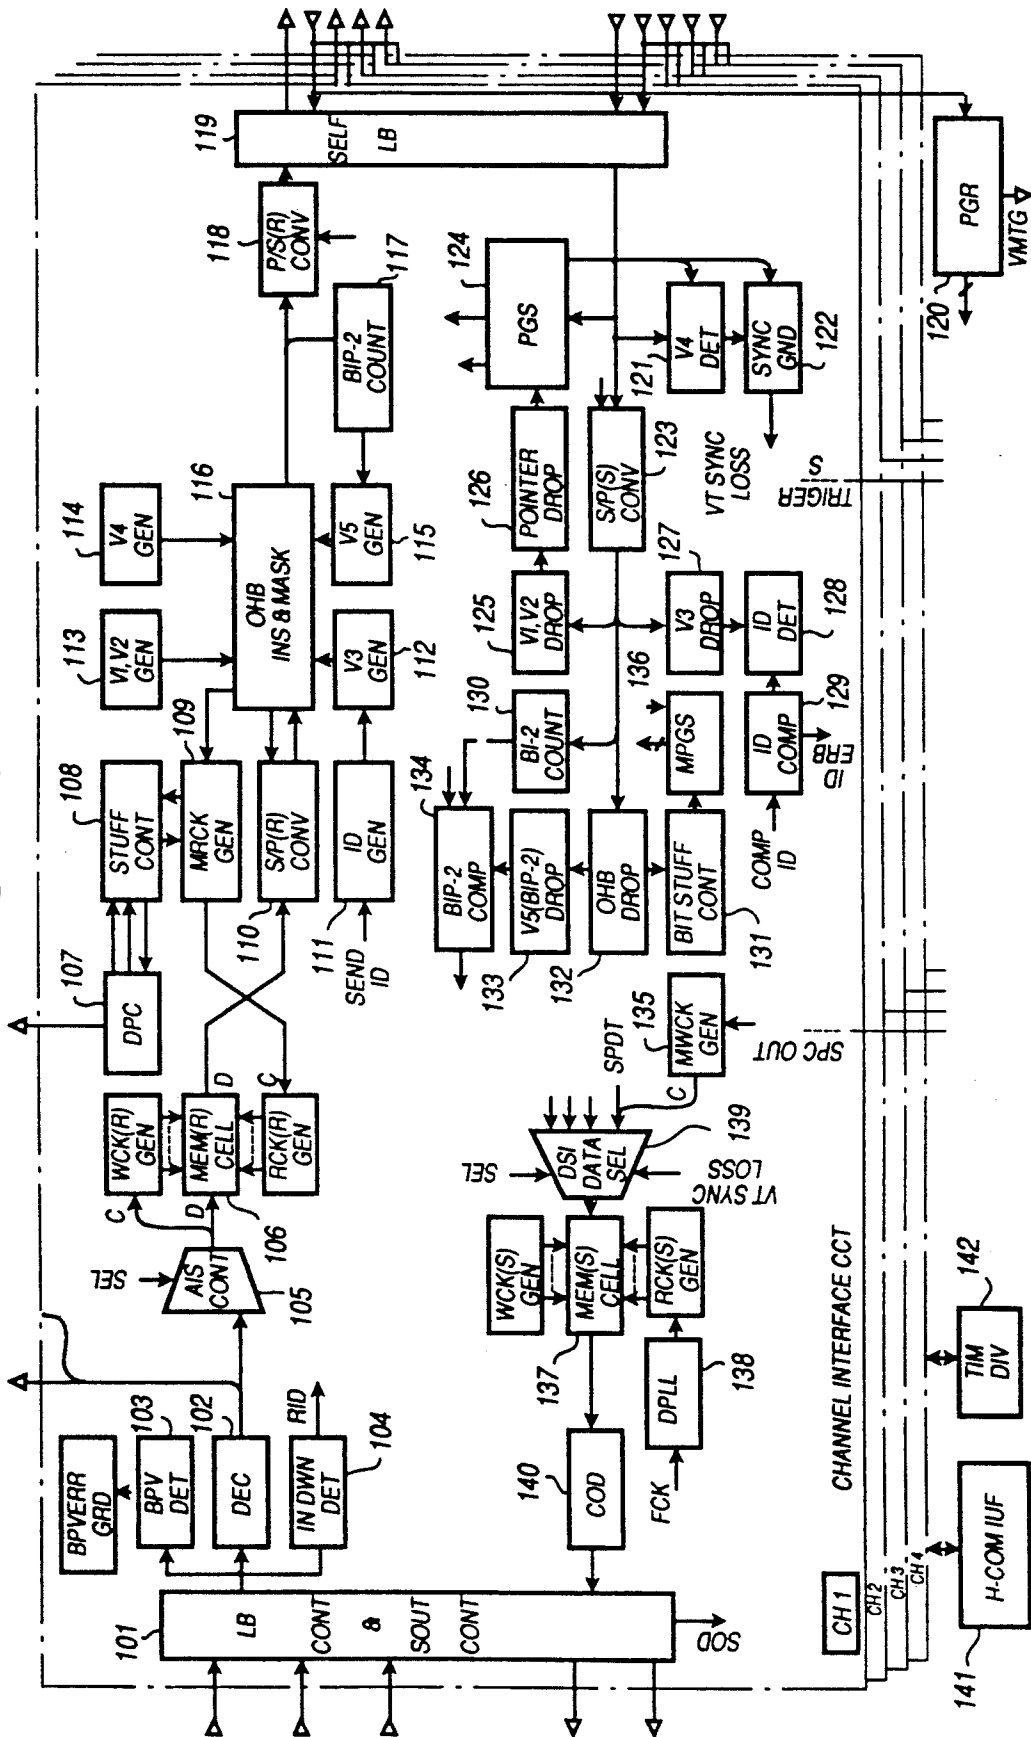 119
SELF
LB
118
P/S(R)
CONV
117
BIP-2
COUNT
116
OHB
INS & MASK
114
V4
GEN
V5
GEN
115
113
V1,V2
GEN
V3
GEN
112
109
MRCK
GEN
108
STUFF
CONT
S/P(R)
CONV
110
ID
GEN
111
SEND
ID
107
DPC
WCK(R)
GEN
MEM(R)
CELL
RCK(R)
GEN
106
C
D
D
C
SEL
AIS
CONT
105
BPVERR
GRD
103
BPV
DET
102
DEC
IN DWN
DET
104
RID
101
LB
CONT
&
SOUT
CONT
SOD
124
PGS
121
V4
DET
SYNC
GND
122
VT SYNC
LOSS
126
POINTER
DROP
S/P(S)
CONV
123
125
V1,V2
DROP
127
V3
DROP
ID
DET
128
130
BI-2
COUNT
136
MPGS
ID
COMP
129
ID
ERB
COMP
ID
134
BIP-2
COMP
V5(BIP-2)
DROP
133
OHB
DROP
132
BIT STUFF
CONT
131
135
MWCK
GEN
C
SPDT
SPC OUT
TRIGER
S
DSI
DATA
SEL
139
SEL
VT SYNC
LOSS
WCK(S)
GEN
MEM(S)
CELL
RCK(S)
GEN
137
DPLL
138
FCK
140
COD
CHANNEL INTERFACE CCT
CH 1
CH 2
CH 3
CH 4
120
PGR
VMTG
142
TIM
DIV
141
H-COM IUF